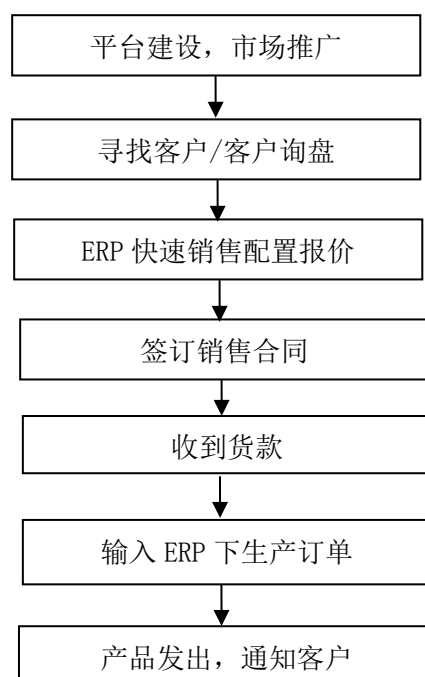 平台建设，市场推广
寻找客户/客户询盘
ERP 快速销售配置报价
签订销售合同
收到货款
输入 ERP 下生产订单
产品发出，通知客户